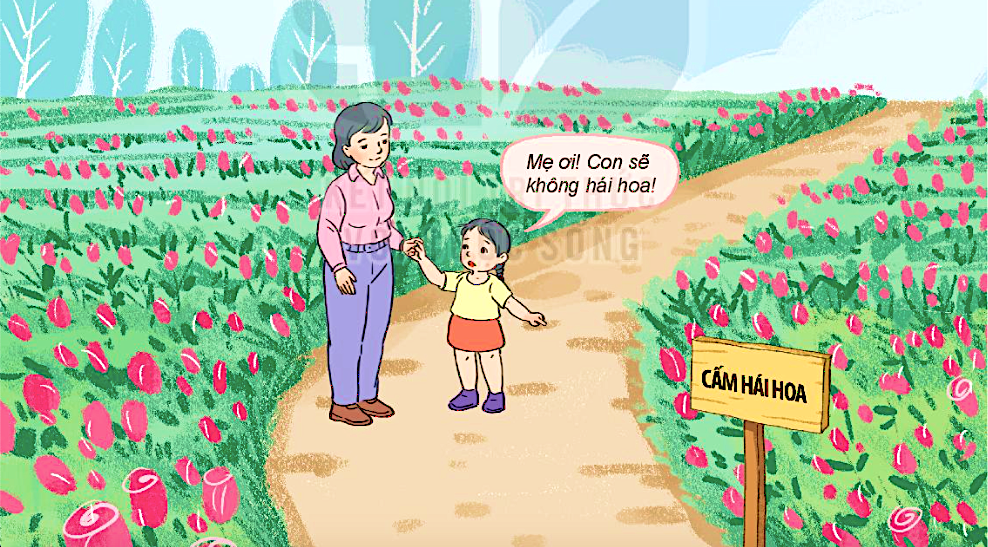 Mẹ ơi! Con sẽ
không hái hoa!
CẤM HÁI HOA